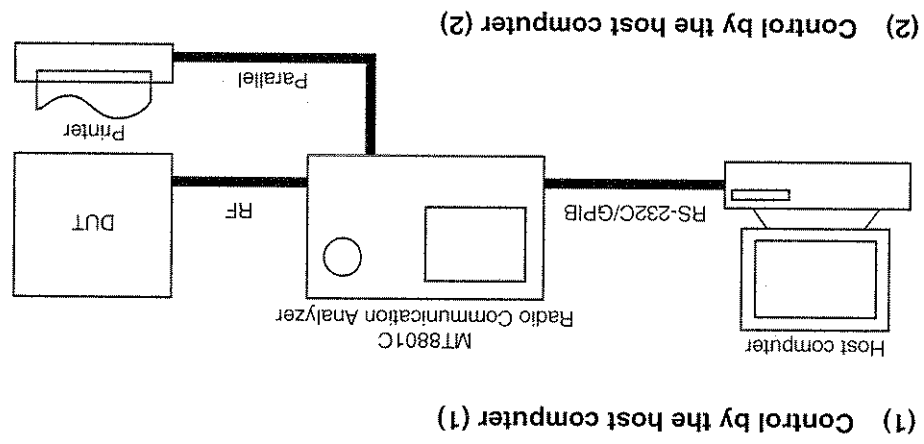 (1) Control by the host computer (1)
Host computer
MT8801C
Radio Communication Analyzer
RS-232C/GPIB
RF
DUT
Printer
Parallel
(2) Control by the host computer (2)